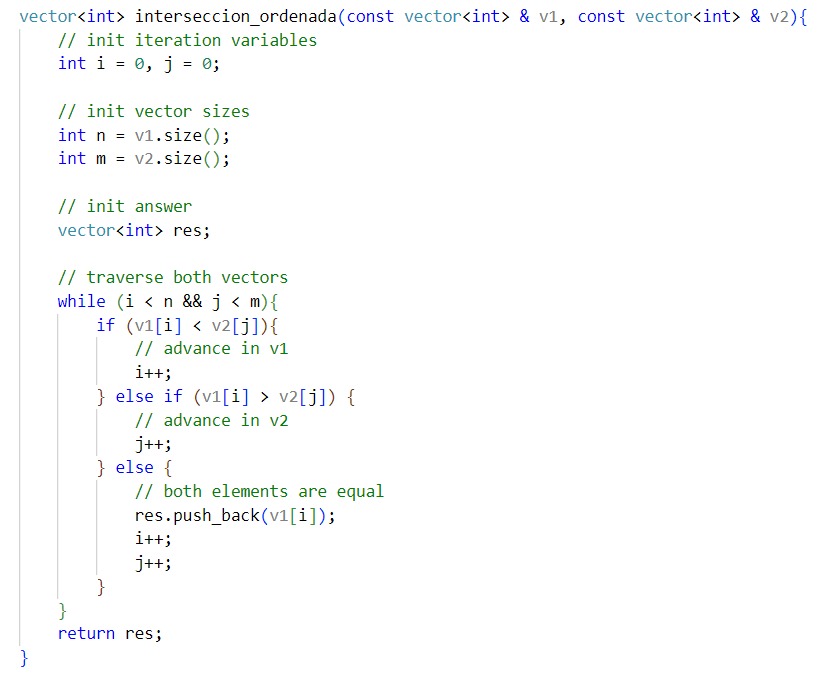 vector<int> interseccion_ordenada(const vector<int> & v1, const vector<int> & v2){
    // init iteration variables
    int i = 0, j = 0;

    // init vector sizes
    int n = v1.size();
    int m = v2.size();

    // init answer
    vector<int> res;

    // traverse both vectors
    while (i < n && j < m){
        if (v1[i] < v2[j]){
            // advance in v1
            i++;
        } else if (v1[i] > v2[j]) {
            // advance in v2
            j++;
        } else {
            // both elements are equal
            res.push_back(v1[i]);
            i++;
            j++;
        }
    }
    return res;
}